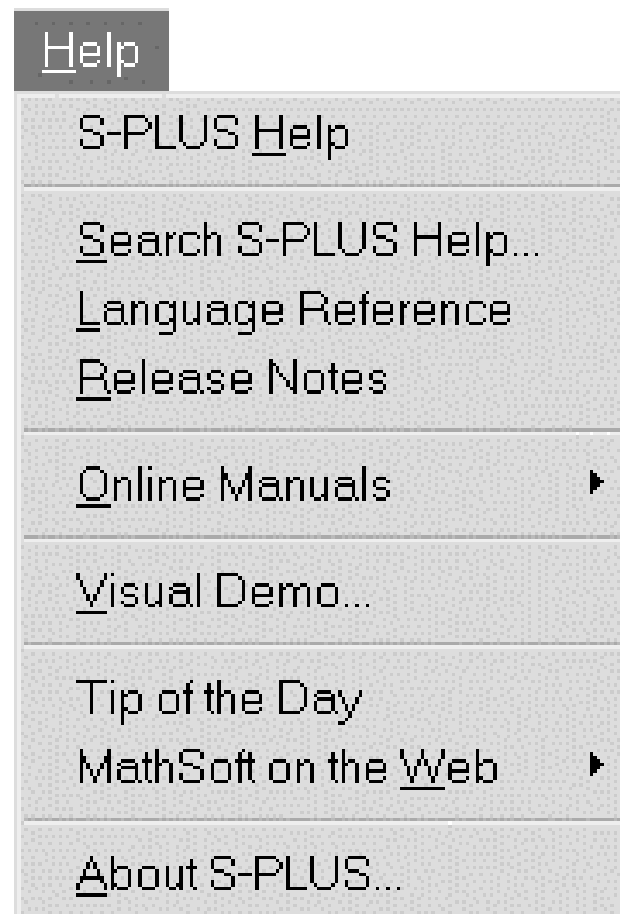 Help
S-PLUS Help
Search S-PLUS Help...
Language Reference
Release Notes
Online Manuals
Visual Demo...
Tip of the Day
MathSoft on the Web
About S-PLUS...